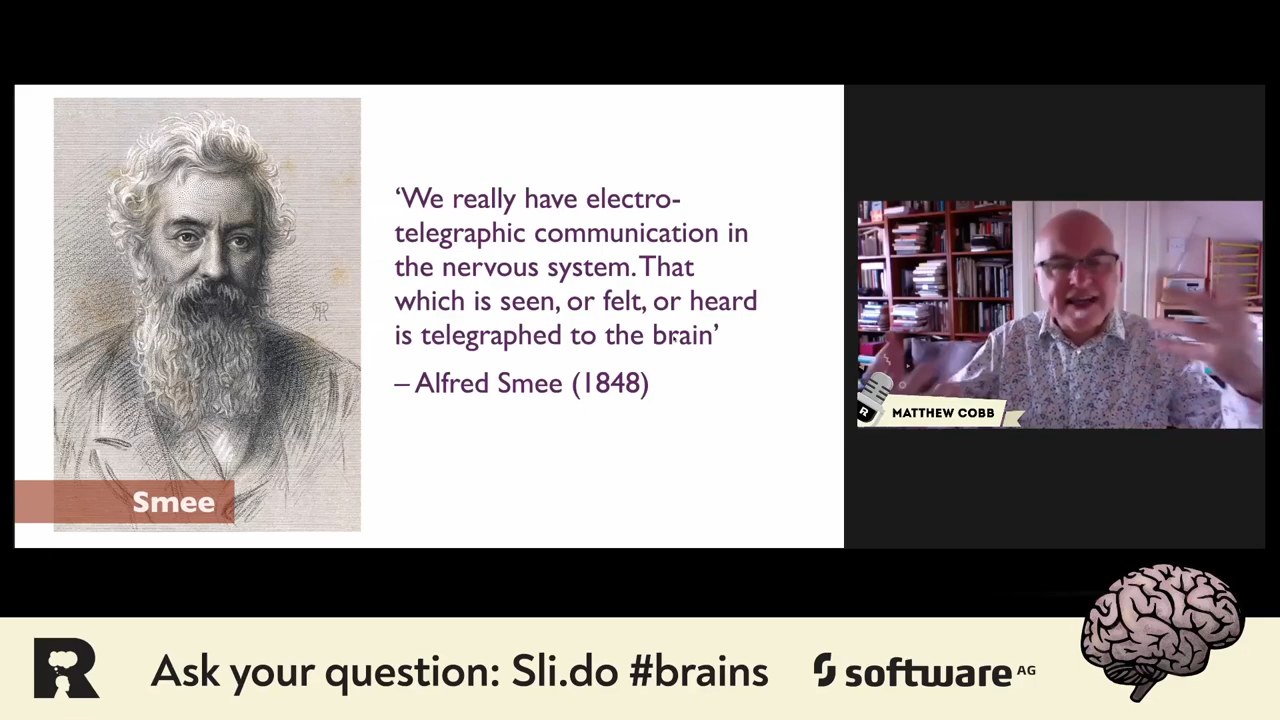 ‘We really have electro-
telegraphic communication in
the nervous system. That
which is seen, or felt, or heard
is telegraphed to the brain’
– Alfred Smee (1848)
Smee
R
MATTHEW COBB
R
Ask your question: Sli.do #brains
software AG